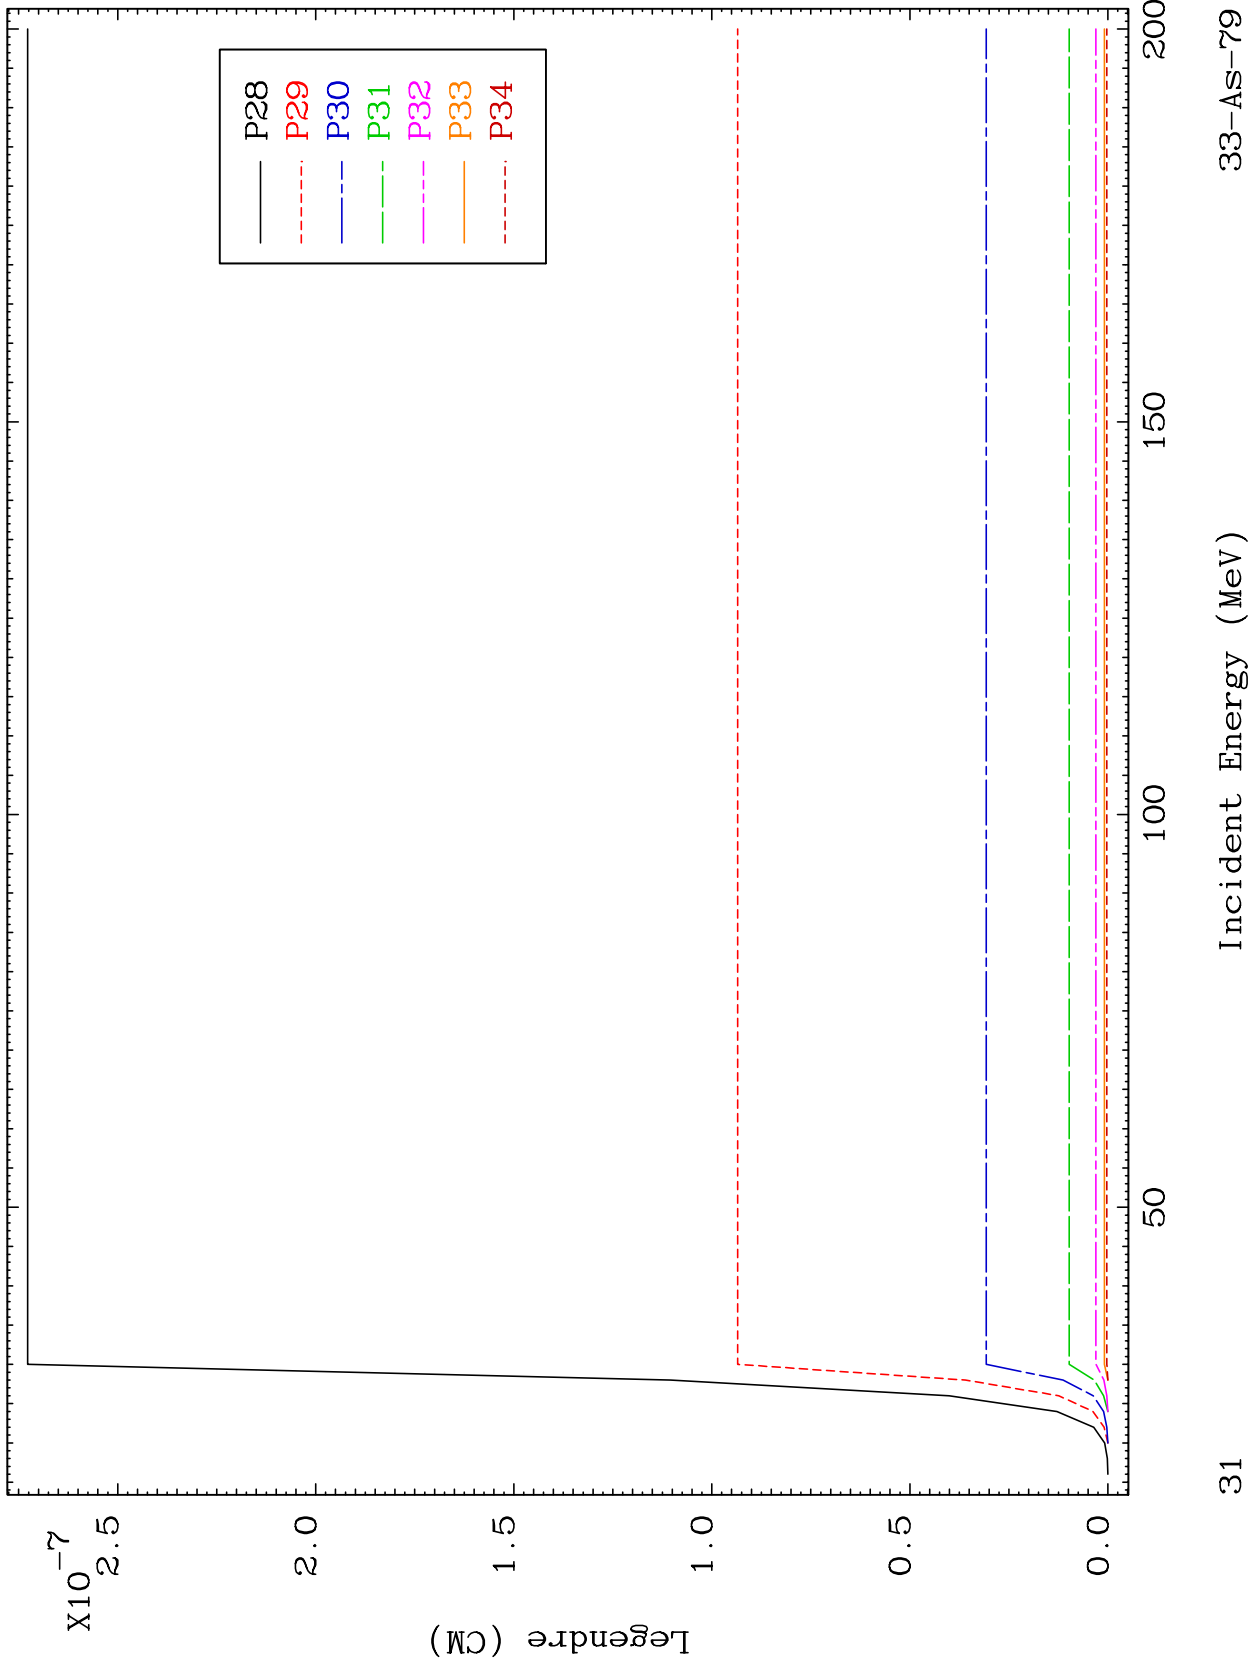 X10-7
2.5
2.0
1.5
1.0
0.5
0.0
Legendre (CM)
P28
P29
P30
P31
P32
P33
P34
50
100
150
200
Incident Energy (MeV)
31
33-As-79